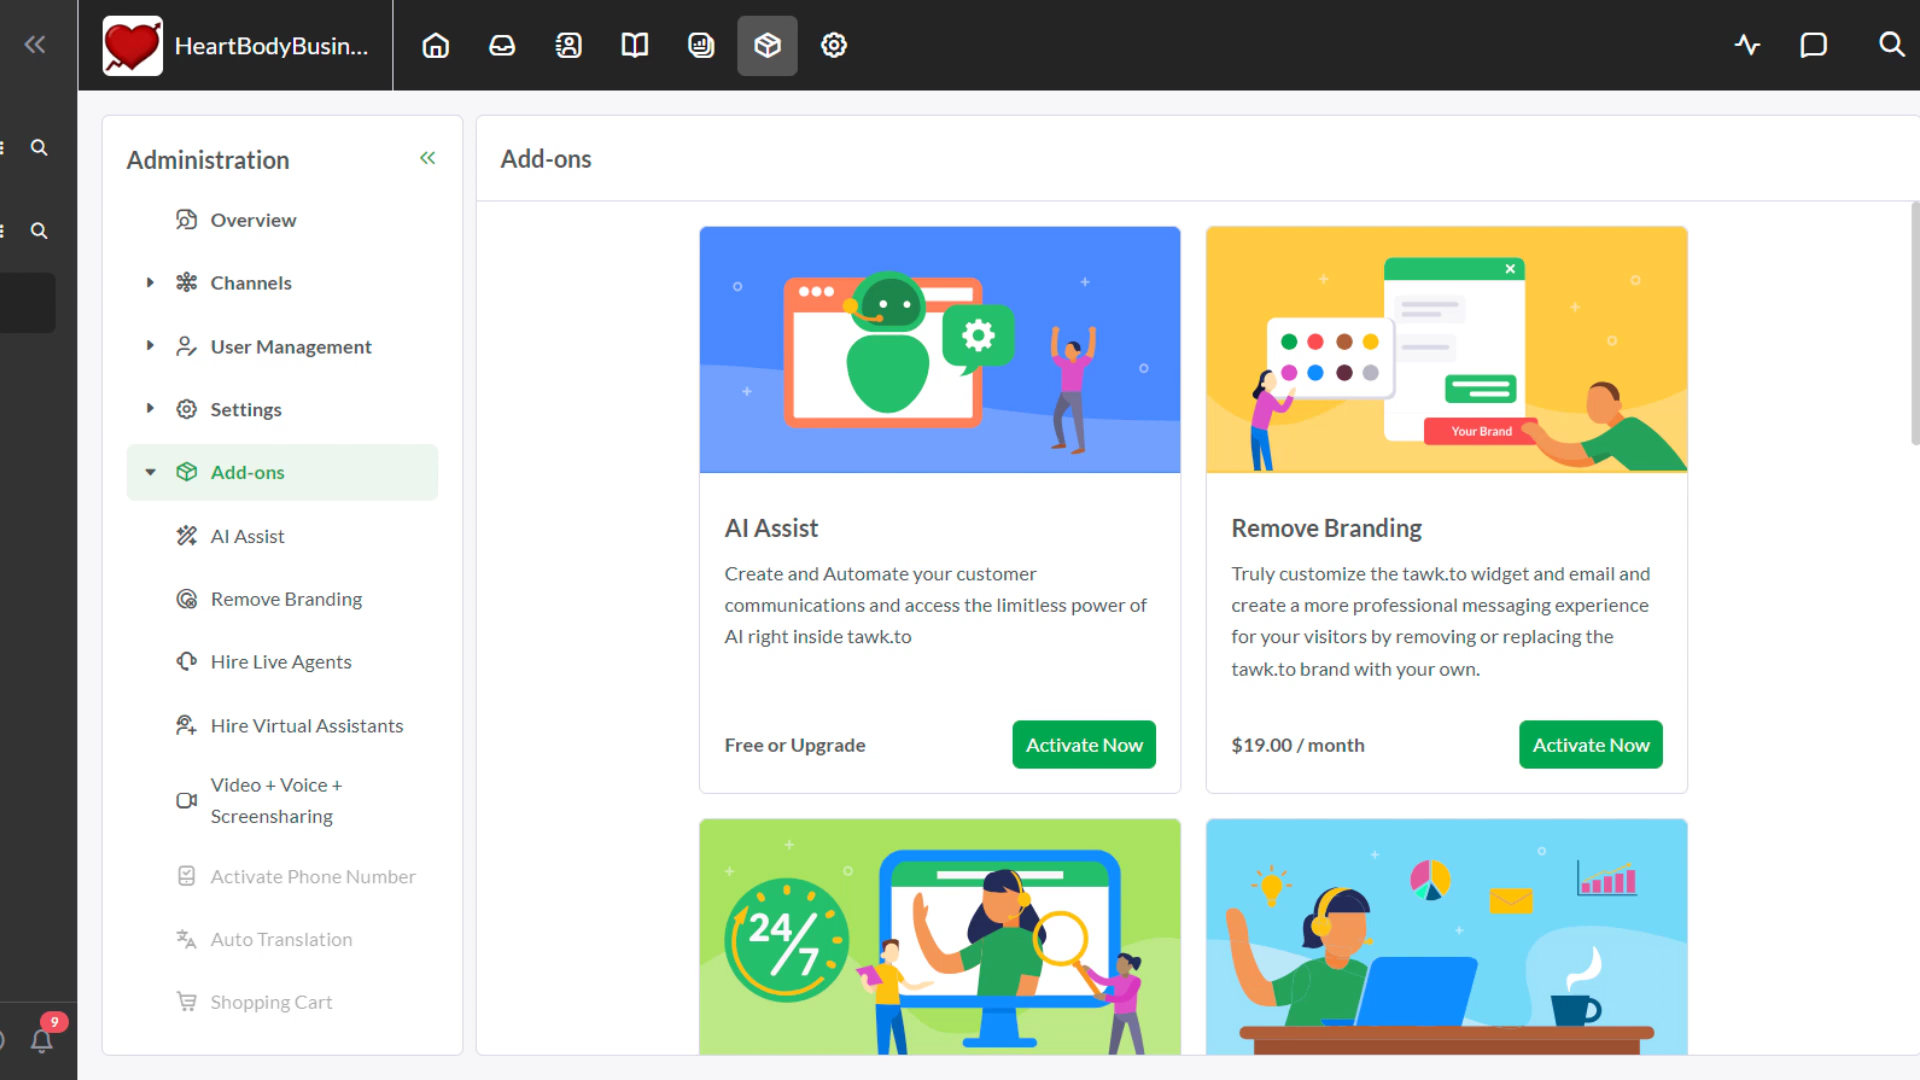 HeartBodyBusin...
Administration
Overview
Channels
User Management
Settings
Add-ons
AI Assist
Remove Branding
Hire Live Agents
Hire Virtual Assistants
Video + Voice +
Screensharing
Activate Phone Number
Auto Translation
Shopping Cart
9
Add-ons
AI Assist
Create and Automate your customer
communications and access the limitless power of
AI right inside tawk.to
Free or Upgrade
Activate Now
Your Brand
Remove Branding
Truly customize the tawk.to widget and email and
create a more professional messaging experience
for your visitors by removing or replacing the
tawk.to brand with your own.
$19.00 / month
Activate Now
24/7